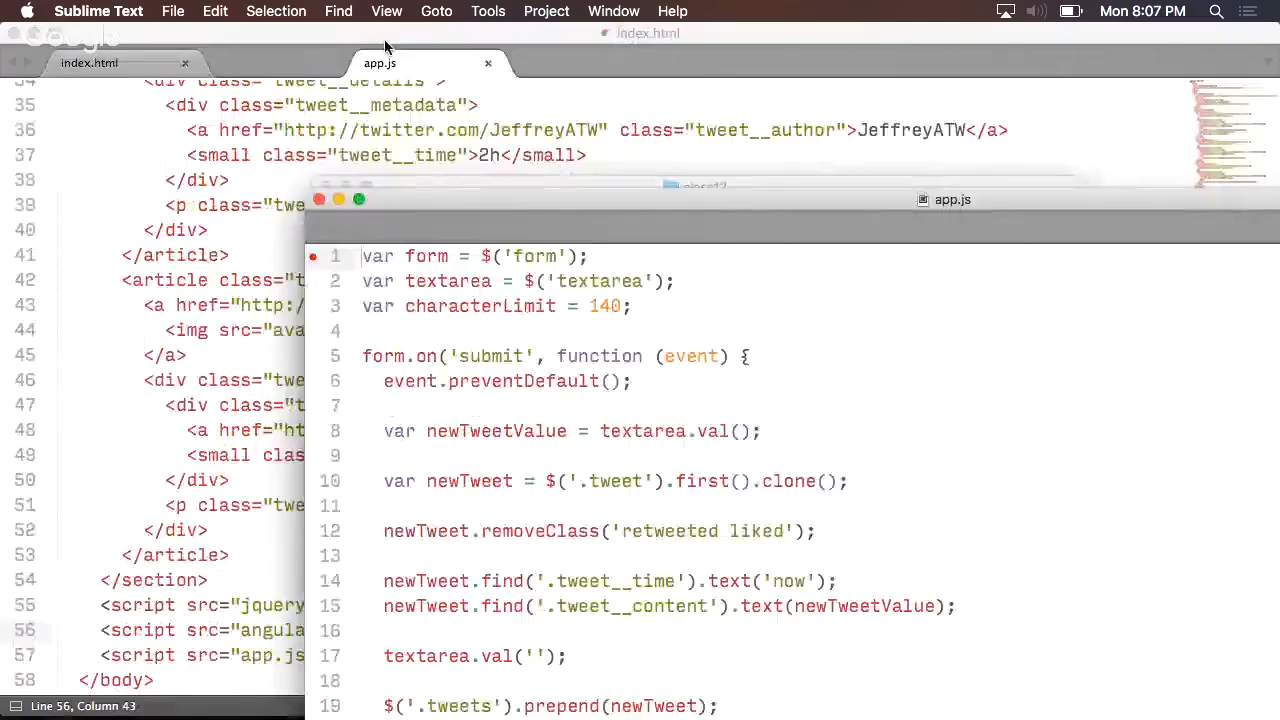 Sublime Text File Edit Selection Find View Goto Tools Project Window Help Mon 8:07 PM
Google
index.html
index.html × app.js ×
34 <div class="tweet__details">
35 <div class="tweet__metadata">
36 <a href="http://twitter.com/JeffreyATW" class="tweet__author">JeffreyATW</a>
37 <small class="tweet__time">2h</small>
38 </div>
39 <p class="twe
40 </div>
41 </article>
42 <article class="t
43 <a href="http:/
44 <img src="ava
45 </a>
46 <div class="twe
47 <div class="t
48 <a href="ht
49 <small clas
50 </div>
51 <p class="twe
52 </div>
53 </article>
54 </section>
55 <script src="jquery
56 <script src="angula
57 <script src="app.js
58 </body>
Line 56, Column 43
class12
app.js
1 var form = $('form');
2 var textarea = $('textarea');
3 var characterLimit = 140;
4
5 form.on('submit', function (event) {
6 event.preventDefault();
7
8 var newTweetValue = textarea.val();
9
10 var newTweet = $('.tweet').first().clone();
11
12 newTweet.removeClass('retweeted liked');
13
14 newTweet.find('.tweet__time').text('now');
15 newTweet.find('.tweet__content').text(newTweetValue);
16
17 textarea.val('');
18
19 $('.tweets').prepend(newTweet);